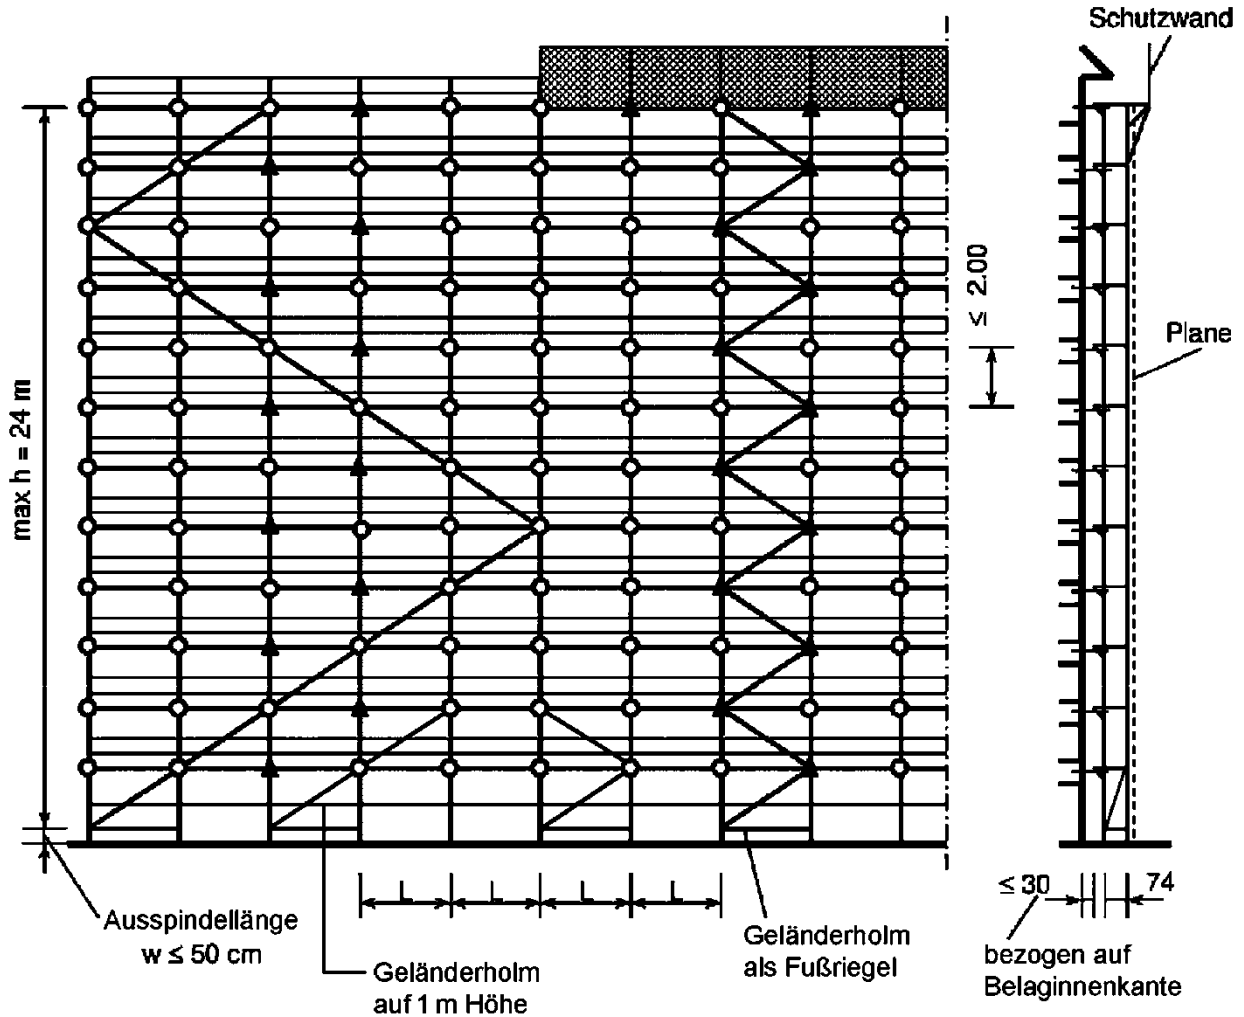 Schutzwand
max h = 24 m
≤ 2.00
Plane
L
L
L
L
≤ 30
74
Ausspindellänge
w ≤ 50 cm
Geländerholm
auf 1 m Höhe
Geländerholm
als Fußriegel
bezogen auf
Belaginnenkante